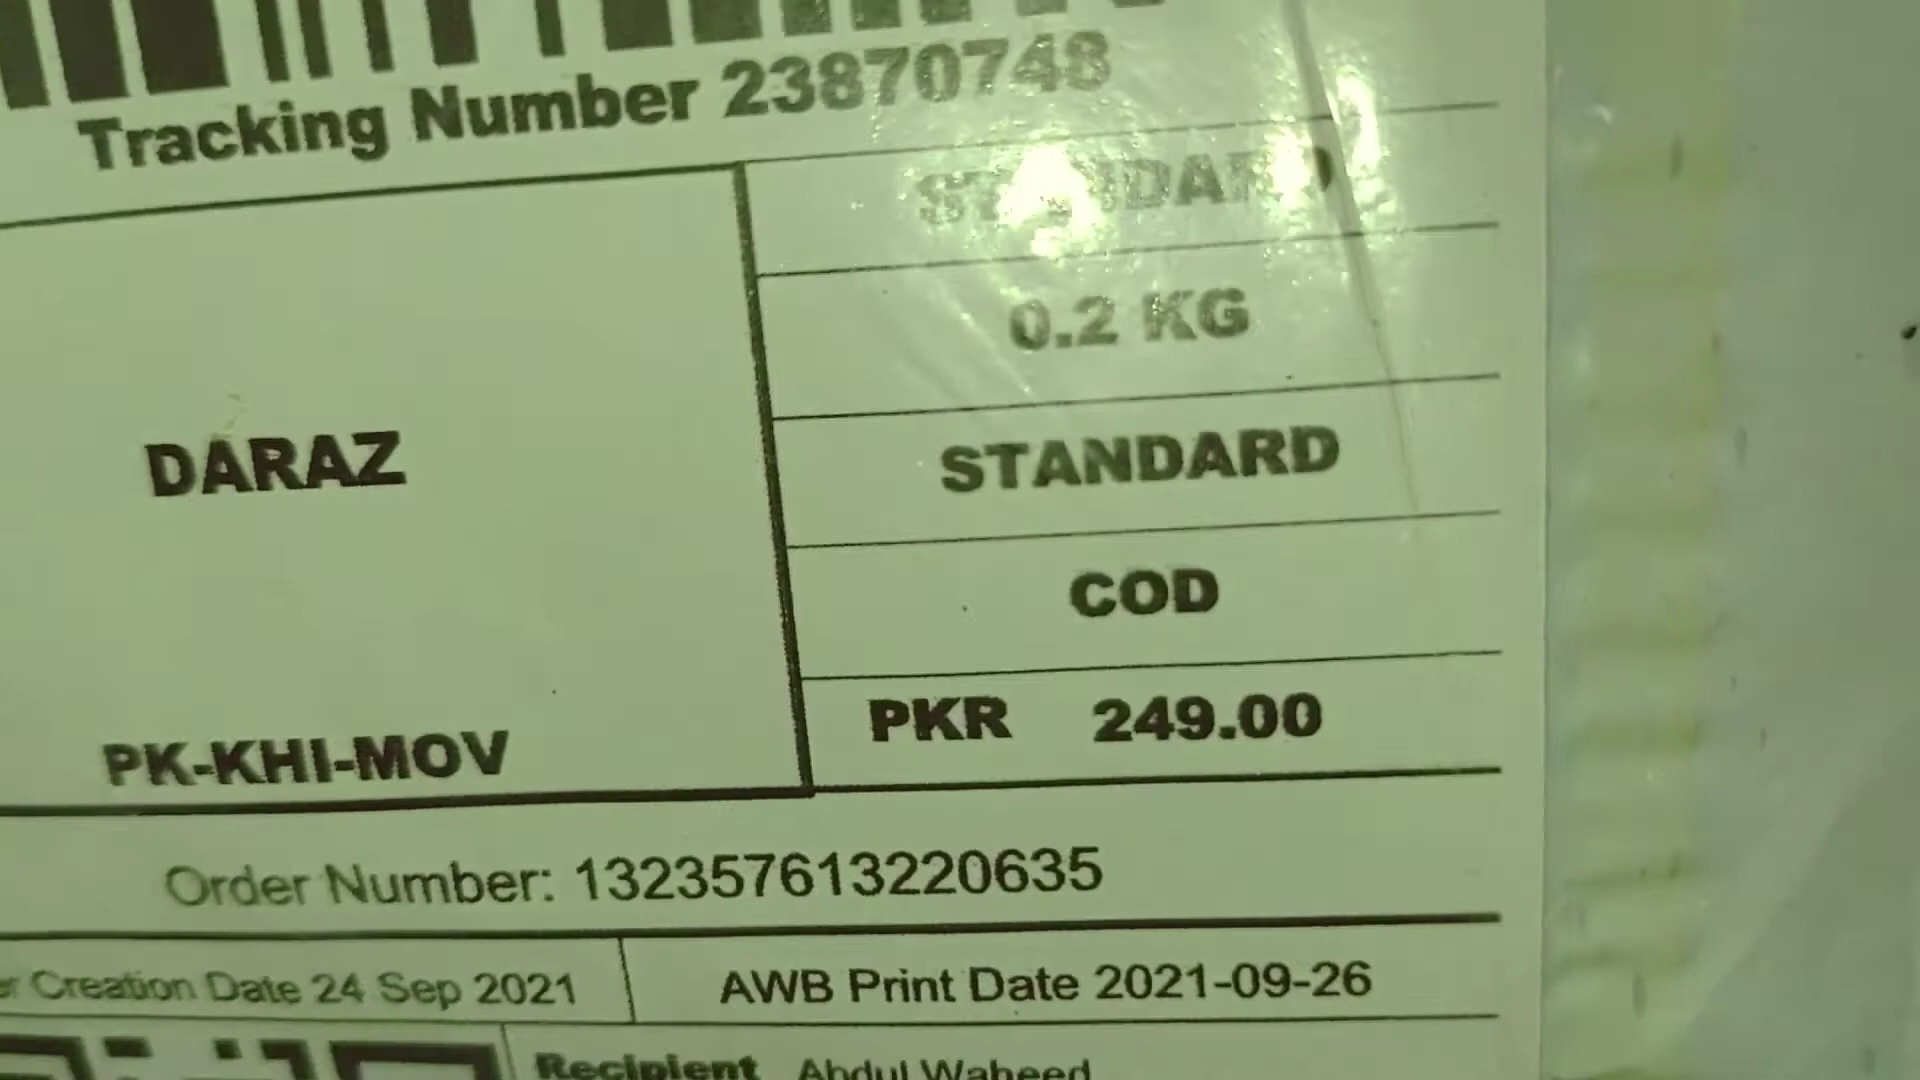 Tracking Number 23870748
STANDARD
0.2 KG
DARAZ
STANDARD
COD
PK-KHI-MOV
PKR 249.00
Order Number: 132357613220635
Creation Date 24 Sep 2021
AWB Print Date 2021-09-26
Recipient Abdul Waheed